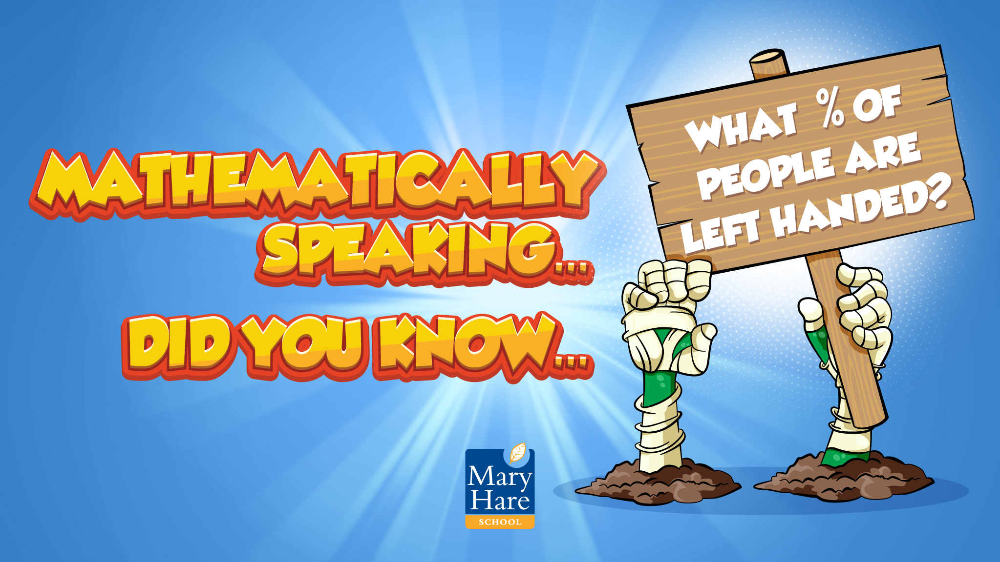 MATHEMATICALLY
SPEAKING...
DID YOU KNOW...
WHAT % OF
PEOPLE ARE
LEFT HANDED?
Mary
Hare
SCHOOL